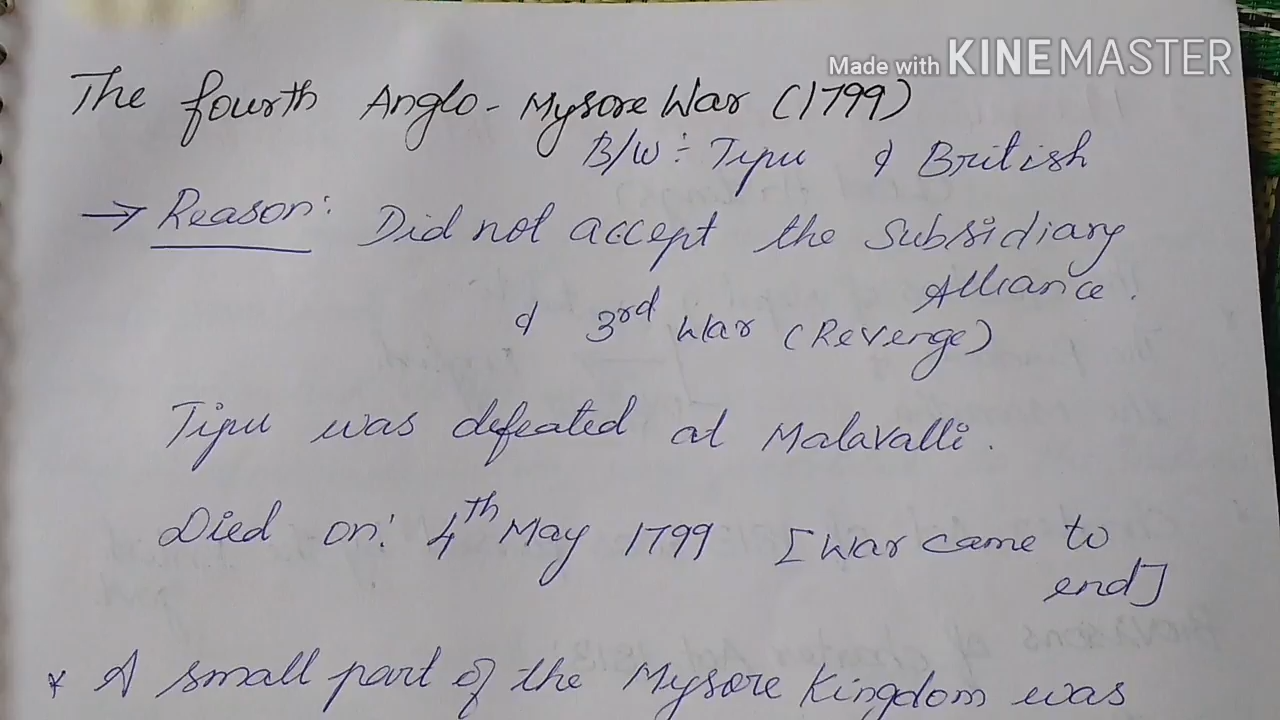 Made with KINEMASTER
The fourth Anglo-Mysore War (1799)
B/W ÷ Tipu & British
→ Reason: Did not accept the Subsidiary
Alliance.
& 3rd War (Revenge)
Tipu was defeated at Malavalli.
Died on: 4th May 1799 [War came to
end]
* A small part of the Mysore Kingdom was